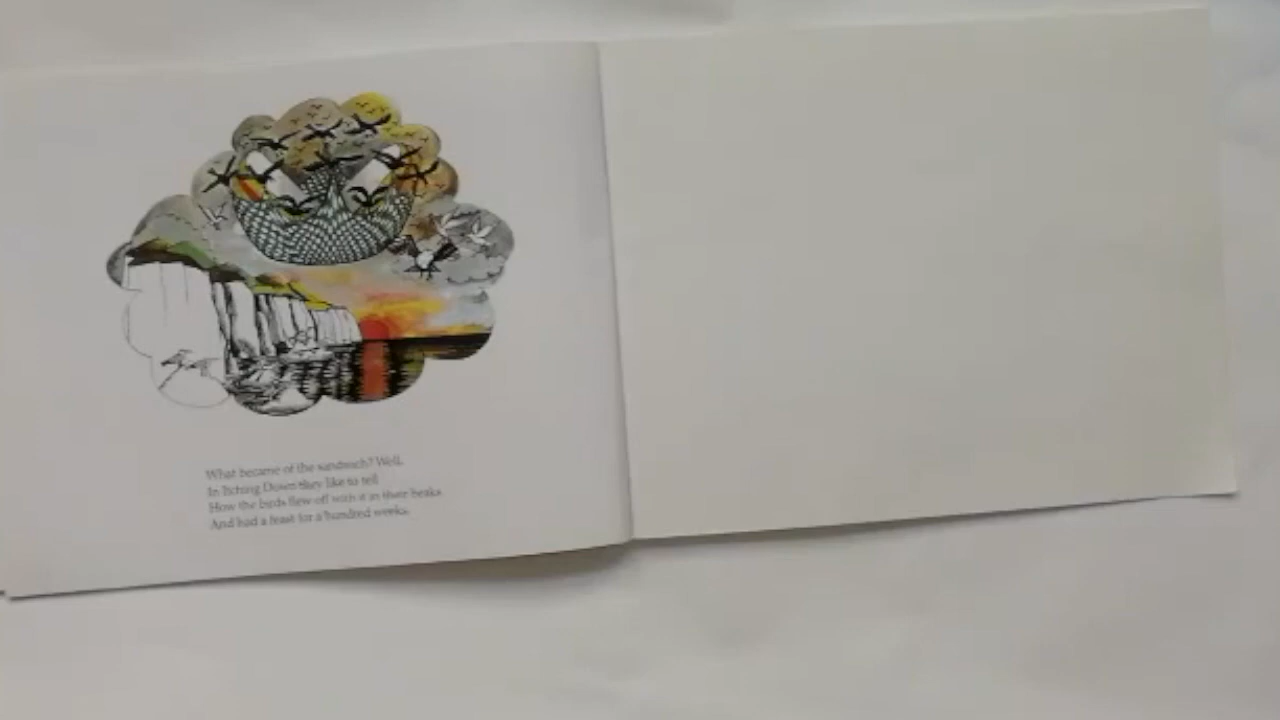 What became of the sandwich? Well,
In Itching Down they like to tell
How the birds flew off with it in their beaks
And had a feast for a hundred weeks.